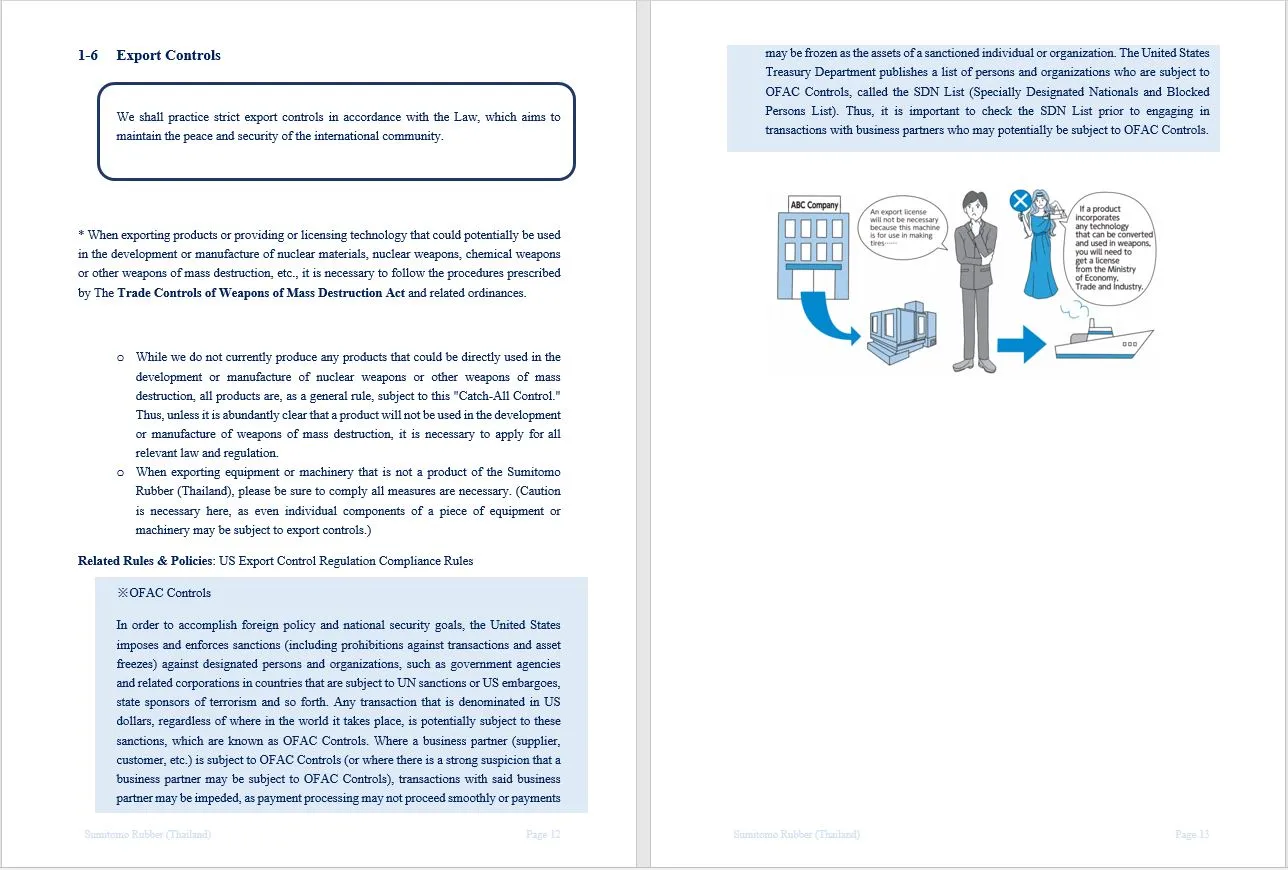 1-6 Export Controls
We shall practice strict export controls in accordance with the Law, which aims to
maintain the peace and security of the international community.
* When exporting products or providing or licensing technology that could potentially be used
in the development or manufacture of nuclear materials, nuclear weapons, chemical weapons
or other weapons of mass destruction, etc., it is necessary to follow the procedures prescribed
by The Trade Controls of Weapons of Mass Destruction Act and related ordinances.
o While we do not currently produce any products that could be directly used in the
development or manufacture of nuclear weapons or other weapons of mass
destruction, all products are, as a general rule, subject to this "Catch-All Control."
Thus, unless it is abundantly clear that a product will not be used in the development
or manufacture of weapons of mass destruction, it is necessary to apply for all
relevant law and regulation.
o When exporting equipment or machinery that is not a product of the Sumitomo
Rubber (Thailand), please be sure to comply all measures are necessary. (Caution
is necessary here, as even individual components of a piece of equipment or
machinery may be subject to export controls.)
Related Rules & Policies: US Export Control Regulation Compliance Rules
※OFAC Controls
In order to accomplish foreign policy and national security goals, the United States
imposes and enforces sanctions (including prohibitions against transactions and asset
freezes) against designated persons and organizations, such as government agencies
and related corporations in countries that are subject to UN sanctions or US embargoes,
state sponsors of terrorism and so forth. Any transaction that is denominated in US
dollars, regardless of where in the world it takes place, is potentially subject to these
sanctions, which are known as OFAC Controls. Where a business partner (supplier,
customer, etc.) is subject to OFAC Controls (or where there is a strong suspicion that a
business partner may be subject to OFAC Controls), transactions with said business
partner may be impeded, as payment processing may not proceed smoothly or payments
Sumitomo Rubber (Thailand) Page 12
may be frozen as the assets of a sanctioned individual or organization. The United States
Treasury Department publishes a list of persons and organizations who are subject to
OFAC Controls, called the SDN List (Specially Designated Nationals and Blocked
Persons List). Thus, it is important to check the SDN List prior to engaging in
transactions with business partners who may potentially be subject to OFAC Controls.
ABC Company
An export license
will not be necessary
because this machine
is for use in making
tires······
If a product
incorporates
any technology
that can be converted
and used in weapons,
you will need to
get a license
from the Ministry
of Economy,
Trade and Industry.
Sumitomo Rubber (Thailand) Page 13